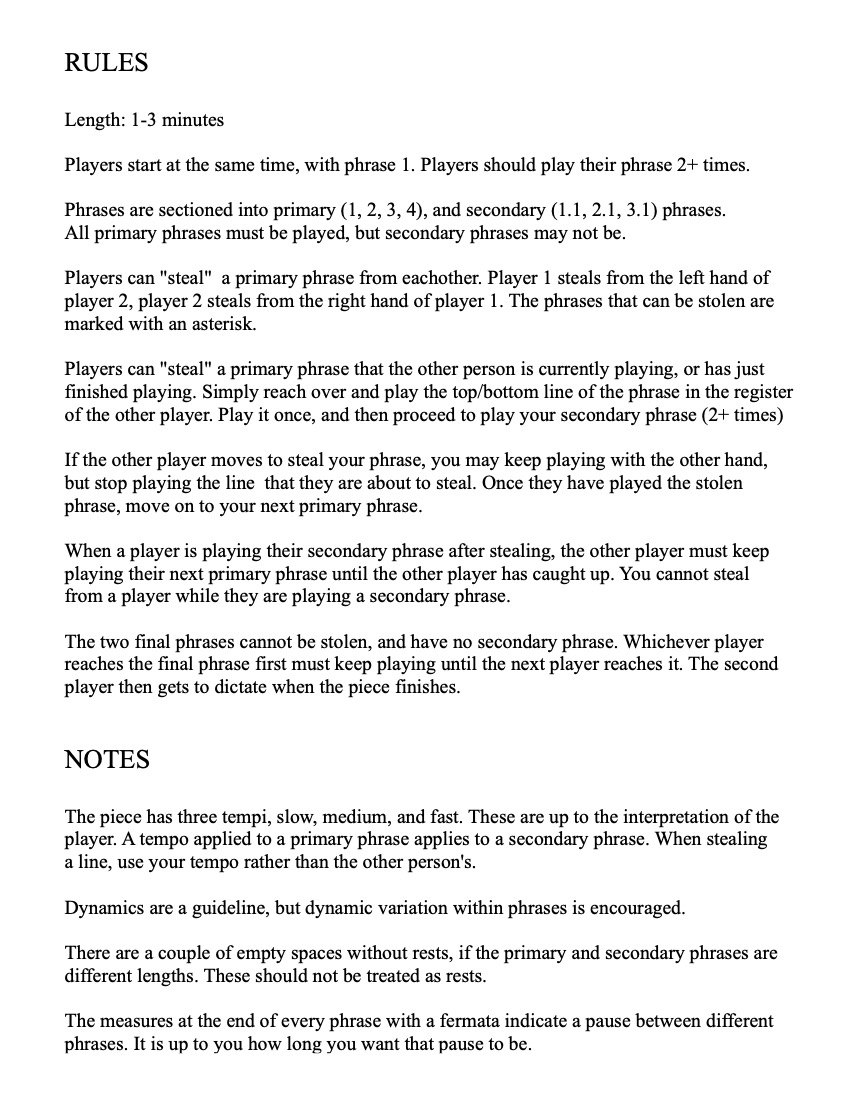 RULES
Length: 1-3 minutes
Players start at the same time, with phrase 1. Players should play their phrase 2+ times.
Phrases are sectioned into primary (1, 2, 3, 4), and secondary (1.1, 2.1, 3.1) phrases.
All primary phrases must be played, but secondary phrases may not be.
Players can "steal"  a primary phrase from eachother. Player 1 steals from the left hand of
player 2, player 2 steals from the right hand of player 1. The phrases that can be stolen are
marked with an asterisk.
Players can "steal" a primary phrase that the other person is currently playing, or has just
finished playing. Simply reach over and play the top/bottom line of the phrase in the register
of the other player. Play it once, and then proceed to play your secondary phrase (2+ times)
If the other player moves to steal your phrase, you may keep playing with the other hand,
but stop playing the line  that they are about to steal. Once they have played the stolen
phrase, move on to your next primary phrase.
When a player is playing their secondary phrase after stealing, the other player must keep
playing their next primary phrase until the other player has caught up. You cannot steal
from a player while they are playing a secondary phrase.
The two final phrases cannot be stolen, and have no secondary phrase. Whichever player
reaches the final phrase first must keep playing until the next player reaches it. The second
player then gets to dictate when the piece finishes.
NOTES
The piece has three tempi, slow, medium, and fast. These are up to the interpretation of the
player. A tempo applied to a primary phrase applies to a secondary phrase. When stealing
a line, use your tempo rather than the other person's.
Dynamics are a guideline, but dynamic variation within phrases is encouraged.
There are a couple of empty spaces without rests, if the primary and secondary phrases are
different lengths. These should not be treated as rests.
The measures at the end of every phrase with a fermata indicate a pause between different
phrases. It is up to you how long you want that pause to be.